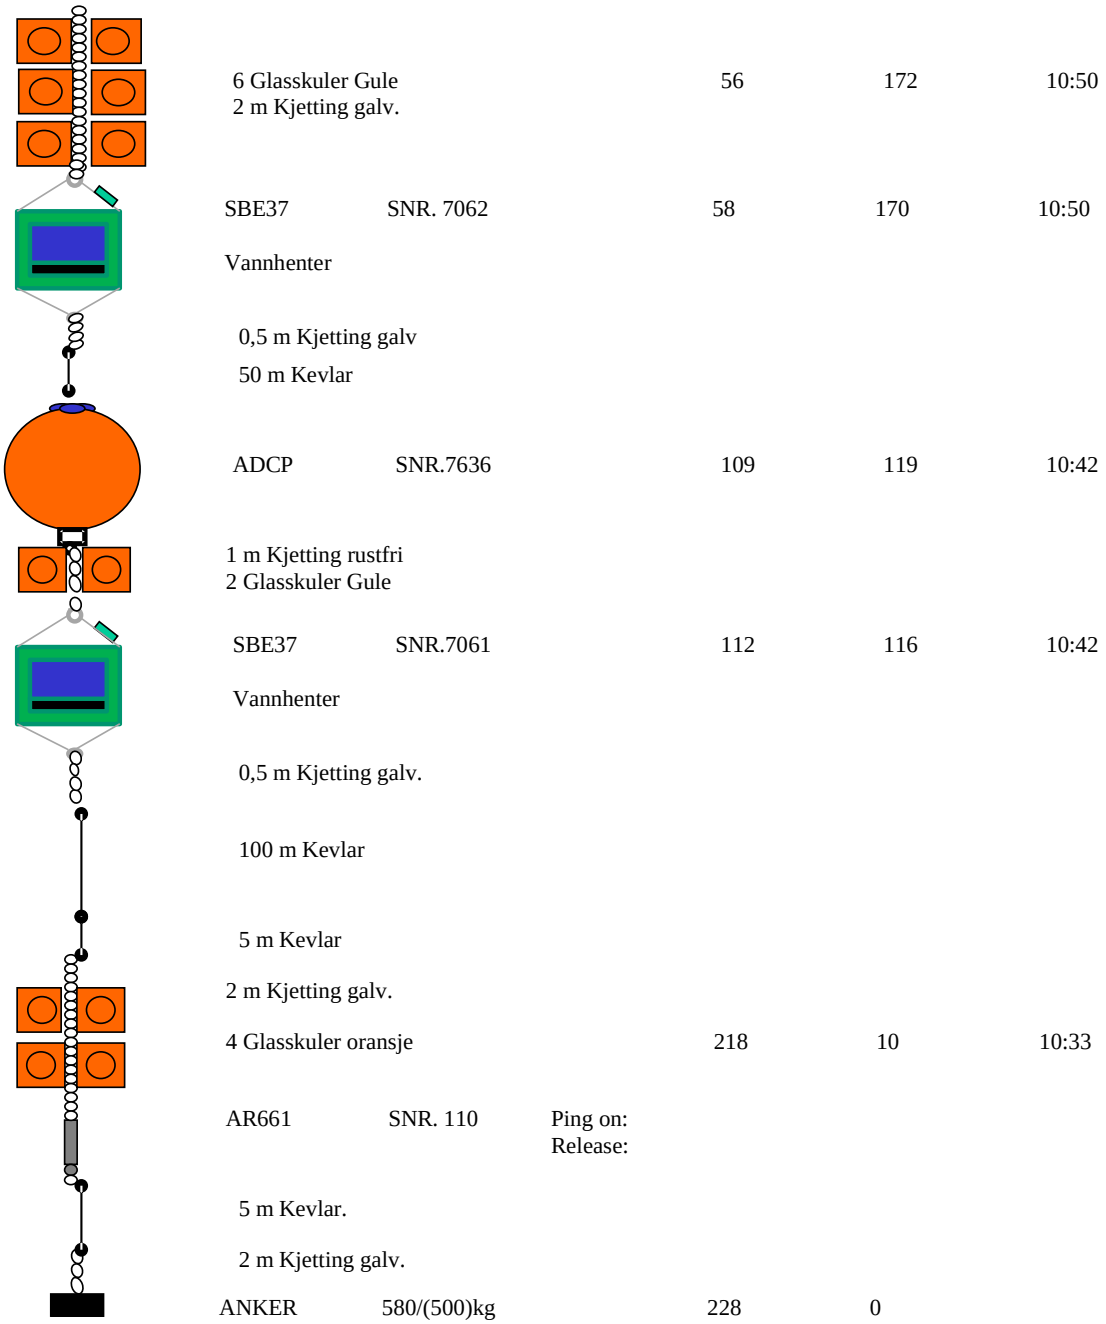 6 Glasskuler Gule 56 172 10:50
2 m Kjetting galv.
SBE37 SNR. 7062 58 170 10:50
Vannhenter
0,5 m Kjetting galv
50 m Kevlar
ADCP SNR.7636 109 119 10:42
1 m Kjetting rustfri
2 Glasskuler Gule
SBE37 SNR.7061 112 116 10:42
Vannhenter
0,5 m Kjetting galv.
100 m Kevlar
5 m Kevlar
2 m Kjetting galv.
4 Glasskuler oransje 218 10 10:33
AR661 SNR. 110 Ping on:
Release:
5 m Kevlar.
2 m Kjetting galv.
ANKER 580/(500)kg 228 0